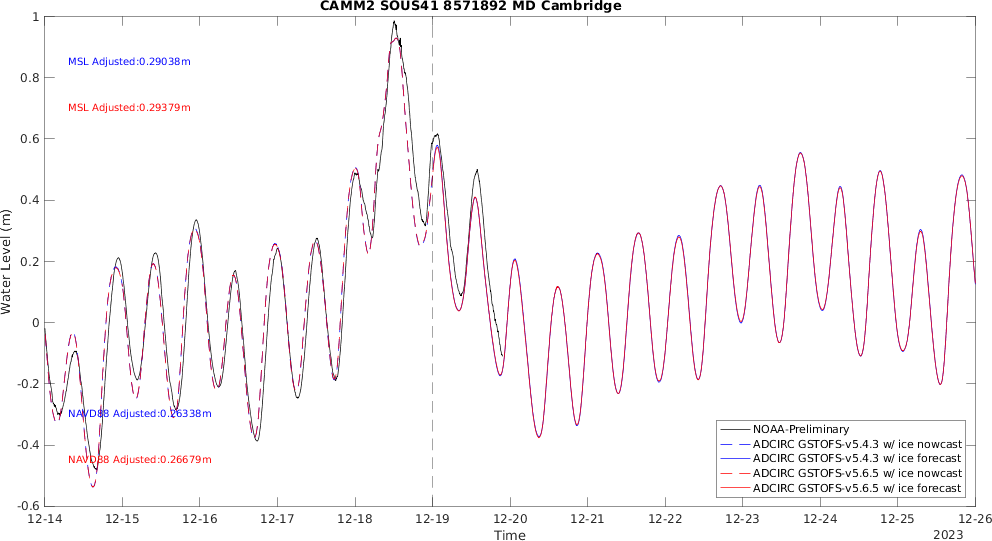 CAMM2 SOUS41 8571892 MD Cambridge
1
0.8
0.6
0.4
0.2
0
-0.2
-0.4
-0.6
Water Level (m)
MSL Adjusted:0.29038m
MSL Adjusted:0.29379m
NAVD88 Adjusted:0.26338m
NAVD88 Adjusted:0.26679m
NOAA-Preliminary
ADCIRC GSTOFS-v5.4.3 w/ ice nowcast
ADCIRC GSTOFS-v5.4.3 w/ ice forecast
ADCIRC GSTOFS-v5.6.5 w/ ice nowcast
ADCIRC GSTOFS-v5.6.5 w/ ice forecast
12-14 12-15 12-16 12-17 12-18 12-19 12-20 12-21 12-22 12-23 12-24 12-25 12-26
Time
2023